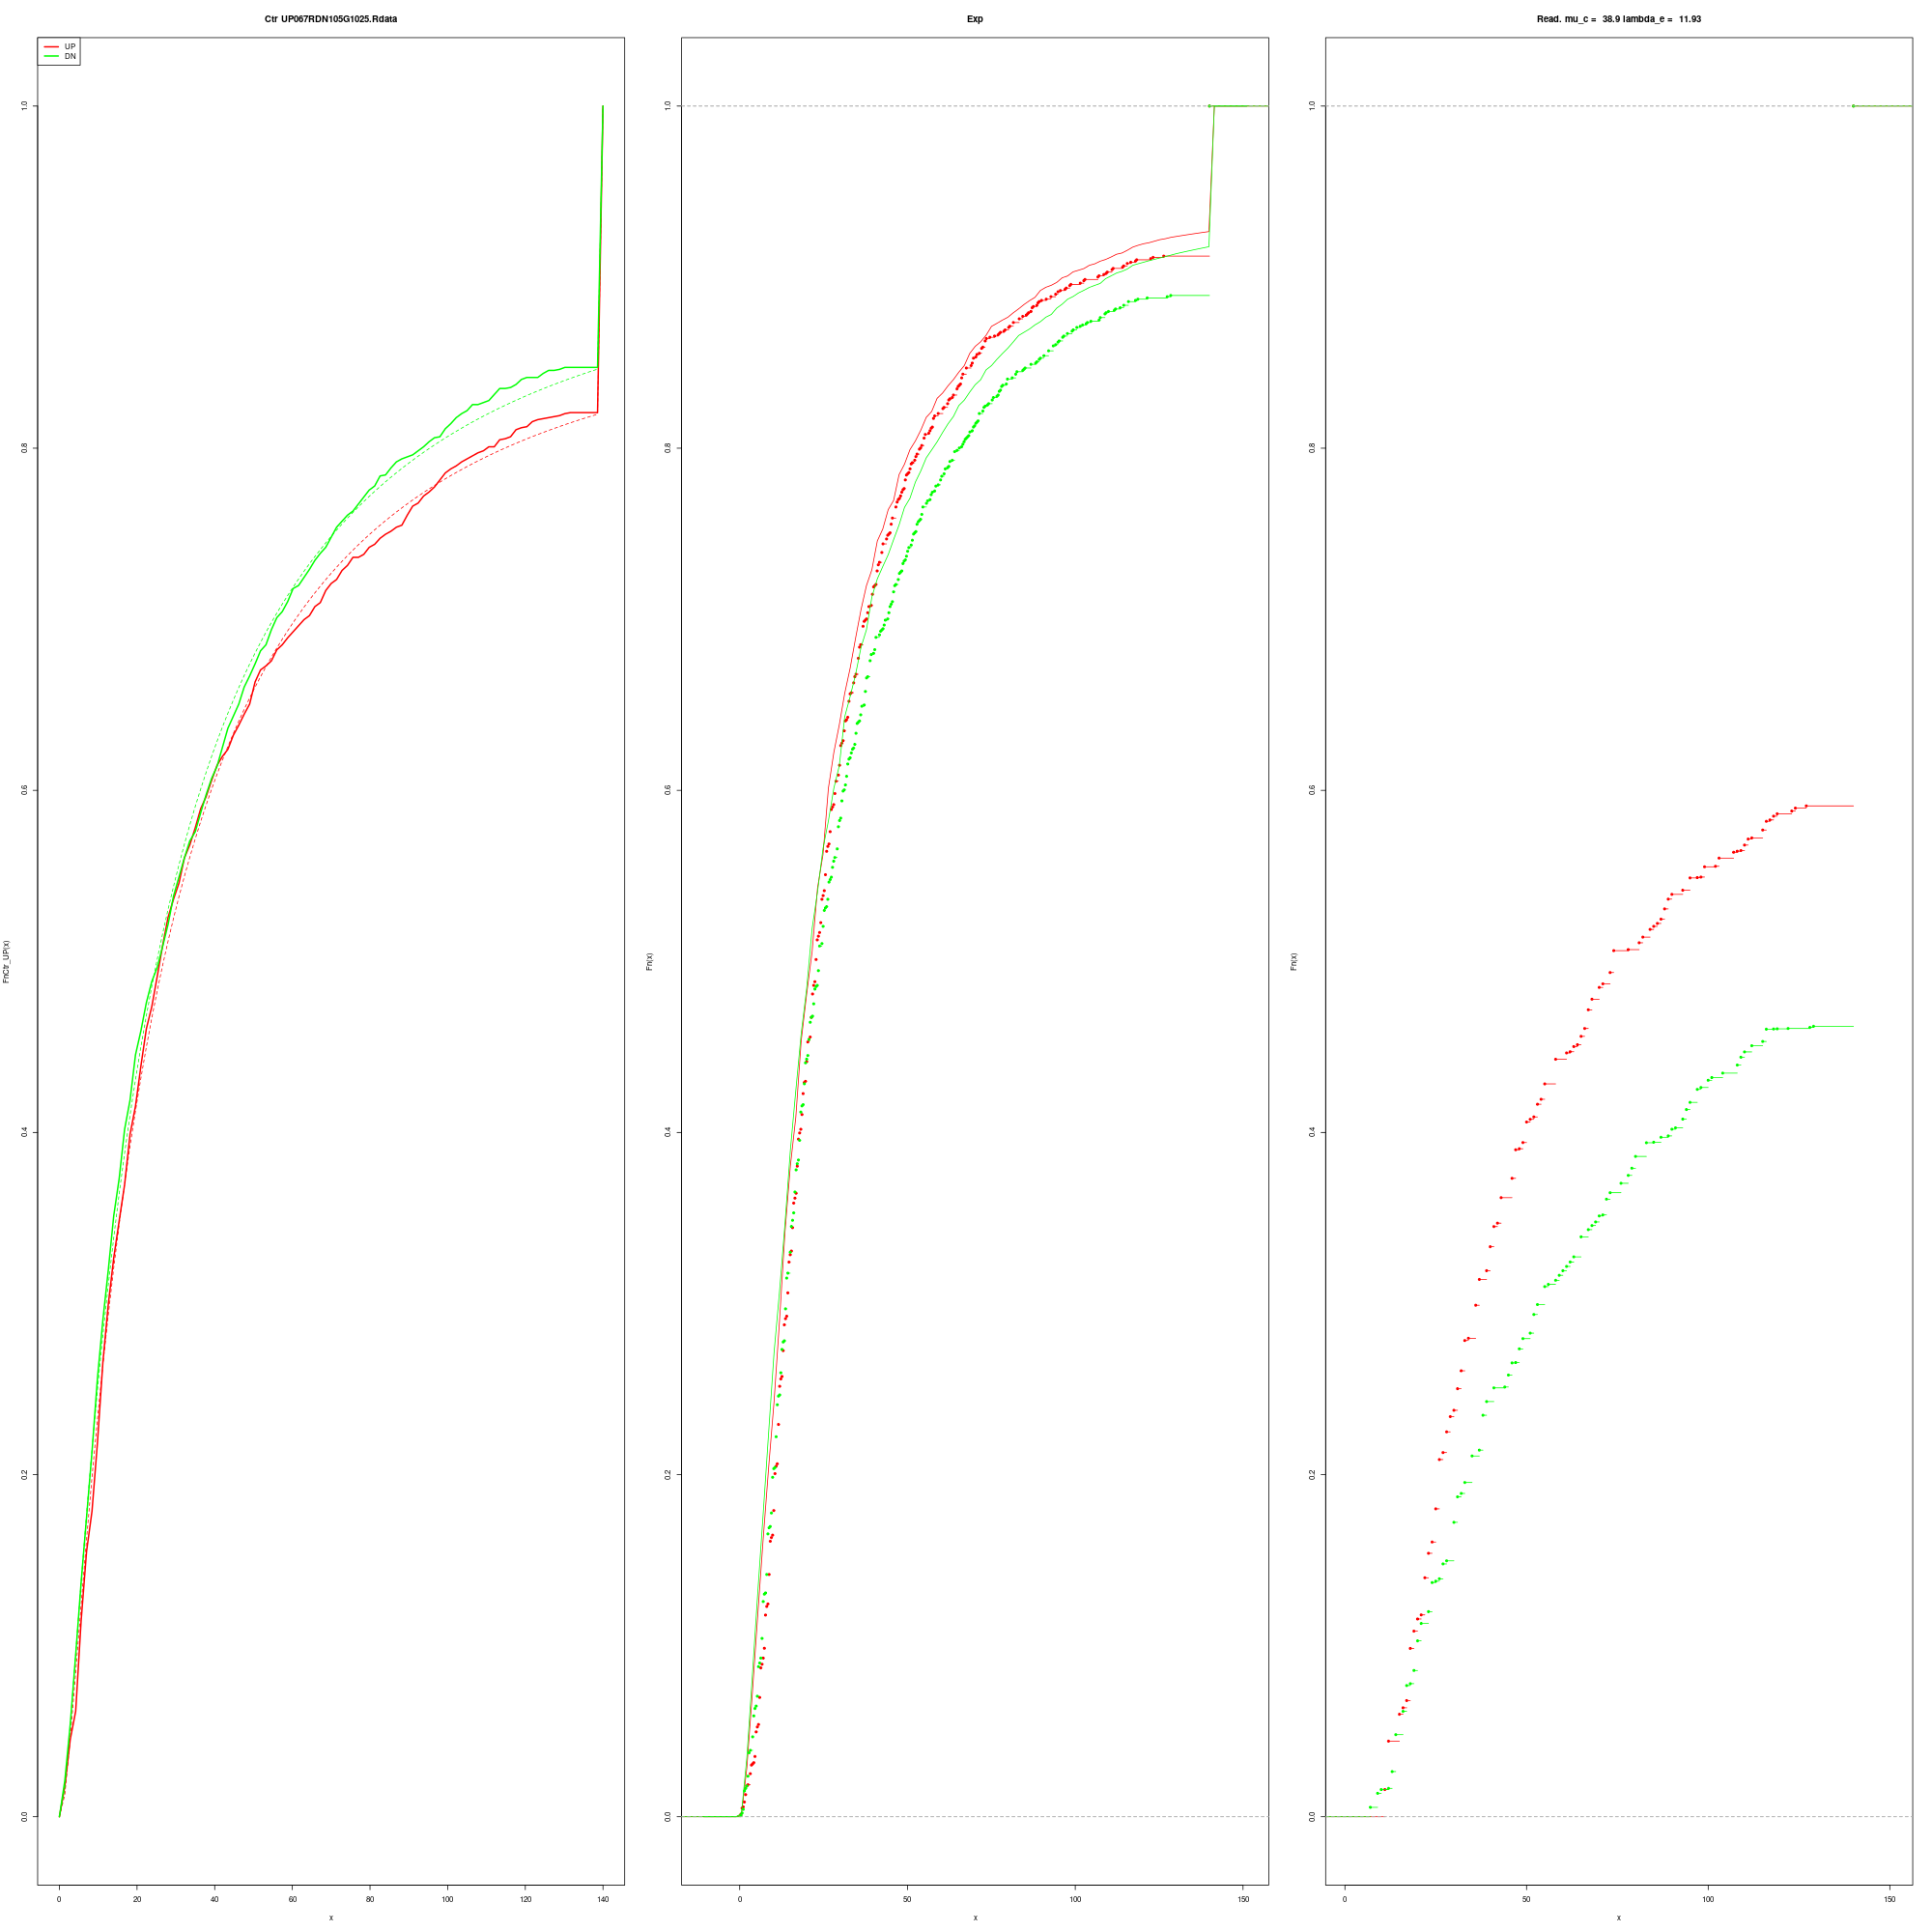 Ctr UP067RDN105G1025.Rdata
UP
DN
FnCtr_UP(x)
0.0
0.2
0.4
0.6
0.8
1.0
0 20 40 60 80 100 120 140
x
Exp
Fn(x)
0.0
0.2
0.4
0.6
0.8
1.0
0 50 100 150
x
Read. mu_c = 38.9 lambda_e = 11.93
Fn(x)
0.0
0.2
0.4
0.6
0.8
1.0
0 50 100 150
x